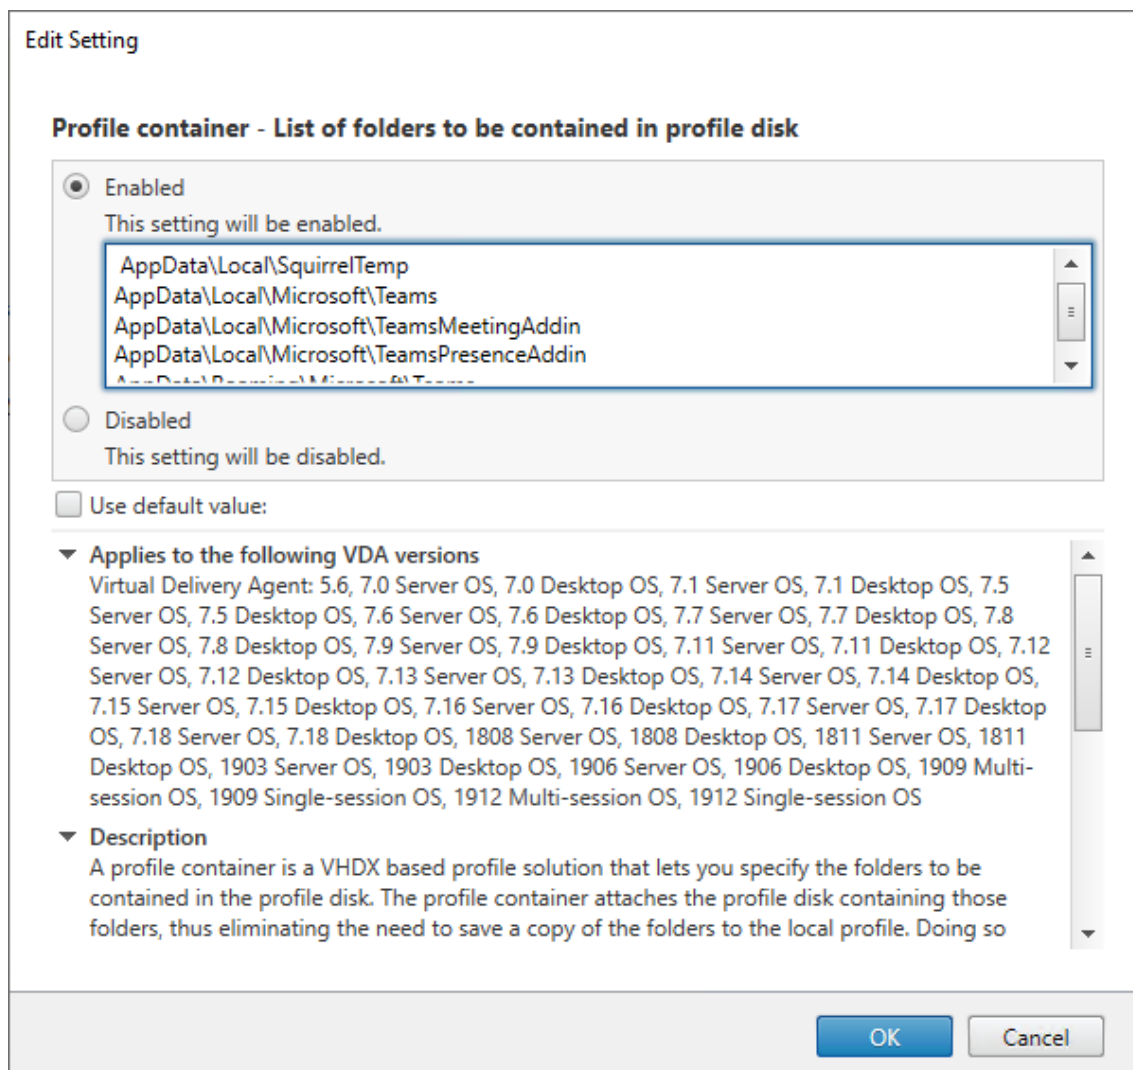 Edit Setting
Profile container - List of folders to be contained in profile disk
Enabled
This setting will be enabled.
AppData\Local\SquirrelTemp
AppData\Local\Microsoft\Teams
AppData\Local\Microsoft\TeamsMeetingAddin
AppData\Local\Microsoft\TeamsPresenceAddin
AppData\Roaming\Microsoft\Teams
Disabled
This setting will be disabled.
Use default value:
Applies to the following VDA versions
Virtual Delivery Agent: 5.6, 7.0 Server OS, 7.0 Desktop OS, 7.1 Server OS, 7.1 Desktop OS, 7.5
Server OS, 7.5 Desktop OS, 7.6 Server OS, 7.6 Desktop OS, 7.7 Server OS, 7.7 Desktop OS, 7.8
Server OS, 7.8 Desktop OS, 7.9 Server OS, 7.9 Desktop OS, 7.11 Server OS, 7.11 Desktop OS, 7.12
Server OS, 7.12 Desktop OS, 7.13 Server OS, 7.13 Desktop OS, 7.14 Server OS, 7.14 Desktop OS,
7.15 Server OS, 7.15 Desktop OS, 7.16 Server OS, 7.16 Desktop OS, 7.17 Server OS, 7.17 Desktop
OS, 7.18 Server OS, 7.18 Desktop OS, 1808 Server OS, 1808 Desktop OS, 1811 Server OS, 1811
Desktop OS, 1903 Server OS, 1903 Desktop OS, 1906 Server OS, 1906 Desktop OS, 1909 Multi-
session OS, 1909 Single-session OS, 1912 Multi-session OS, 1912 Single-session OS
Description
A profile container is a VHDX based profile solution that lets you specify the folders to be
contained in the profile disk. The profile container attaches the profile disk containing those
folders, thus eliminating the need to save a copy of the folders to the local profile. Doing so
OK
Cancel